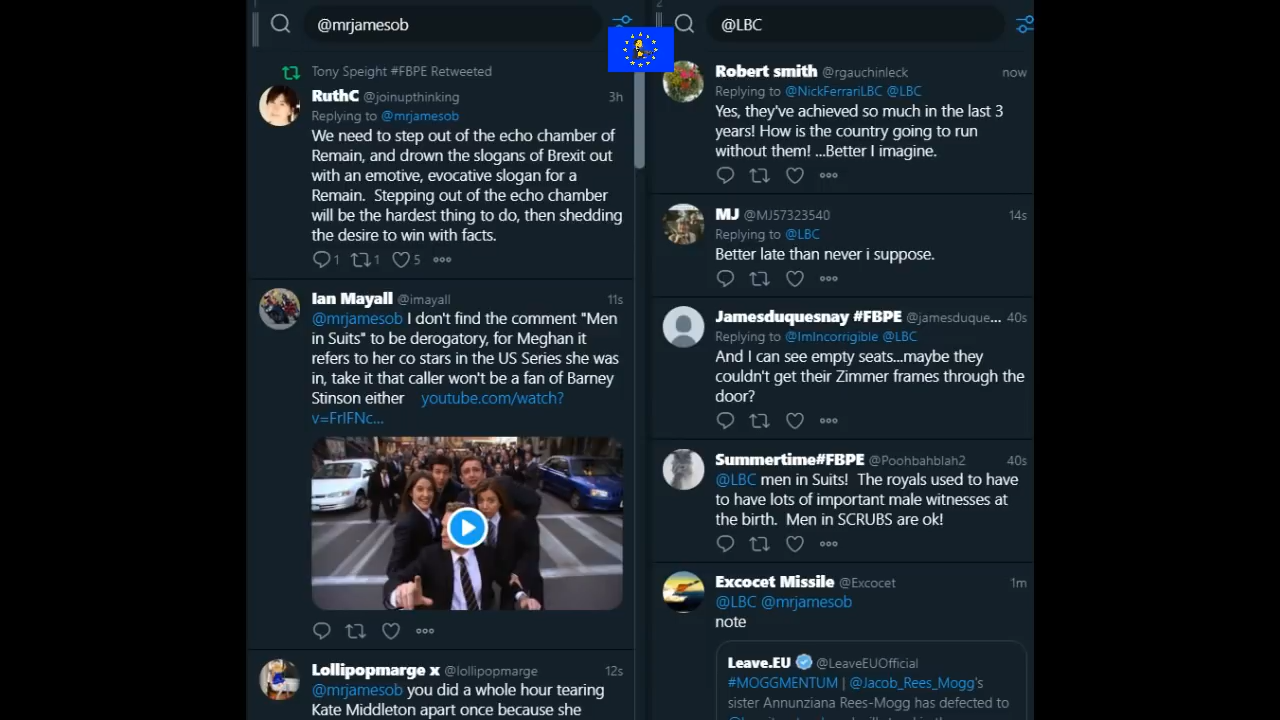 1
@mrjamesob
Tony Speight #FBPE Retweeted
RuthC @joinupthinking 3h
Replying to @mrjamesob
We need to step out of the echo chamber of
Remain, and drown the slogans of Brexit out
with an emotive, evocative slogan for a
Remain. Stepping out of the echo chamber
will be the hardest thing to do, then shedding
the desire to win with facts.
1 1 5
Ian Mayall @imayall 11s
@mrjamesob I don't find the comment "Men
in Suits" to be derogatory, for Meghan it
refers to her co stars in the US Series she was
in, take it that caller won't be a fan of Barney
Stinson either youtube.com/watch?
v=FrlFNc...
Lollipopmarge x @lollipopmarge 12s
@mrjamesob you did a whole hour tearing
Kate Middleton apart once because she
2
@LBC
Robert smith @rgauchinleck now
Replying to @NickFerrariLBC @LBC
Yes, they've achieved so much in the last 3
years! How is the country going to run
without them! ...Better I imagine.
MJ @MJ57323540 14s
Replying to @LBC
Better late than never i suppose.
Jamesduquesnay #FBPE @jamesduque... 40s
Replying to @ImIncorrigible @LBC
And I can see empty seats...maybe they
couldn't get their Zimmer frames through the
door?
Summertime#FBPE @Poohbahblah2 40s
@LBC men in Suits! The royals used to have
to have lots of important male witnesses at
the birth. Men in SCRUBS are ok!
Excocet Missile @Excocet 1m
@LBC @mrjamesob
note
Leave.EU @LeaveEUOfficial
#MOGGMENTUM | @Jacob_Rees_Mogg's
sister Annunziana Rees-Mogg has defected to